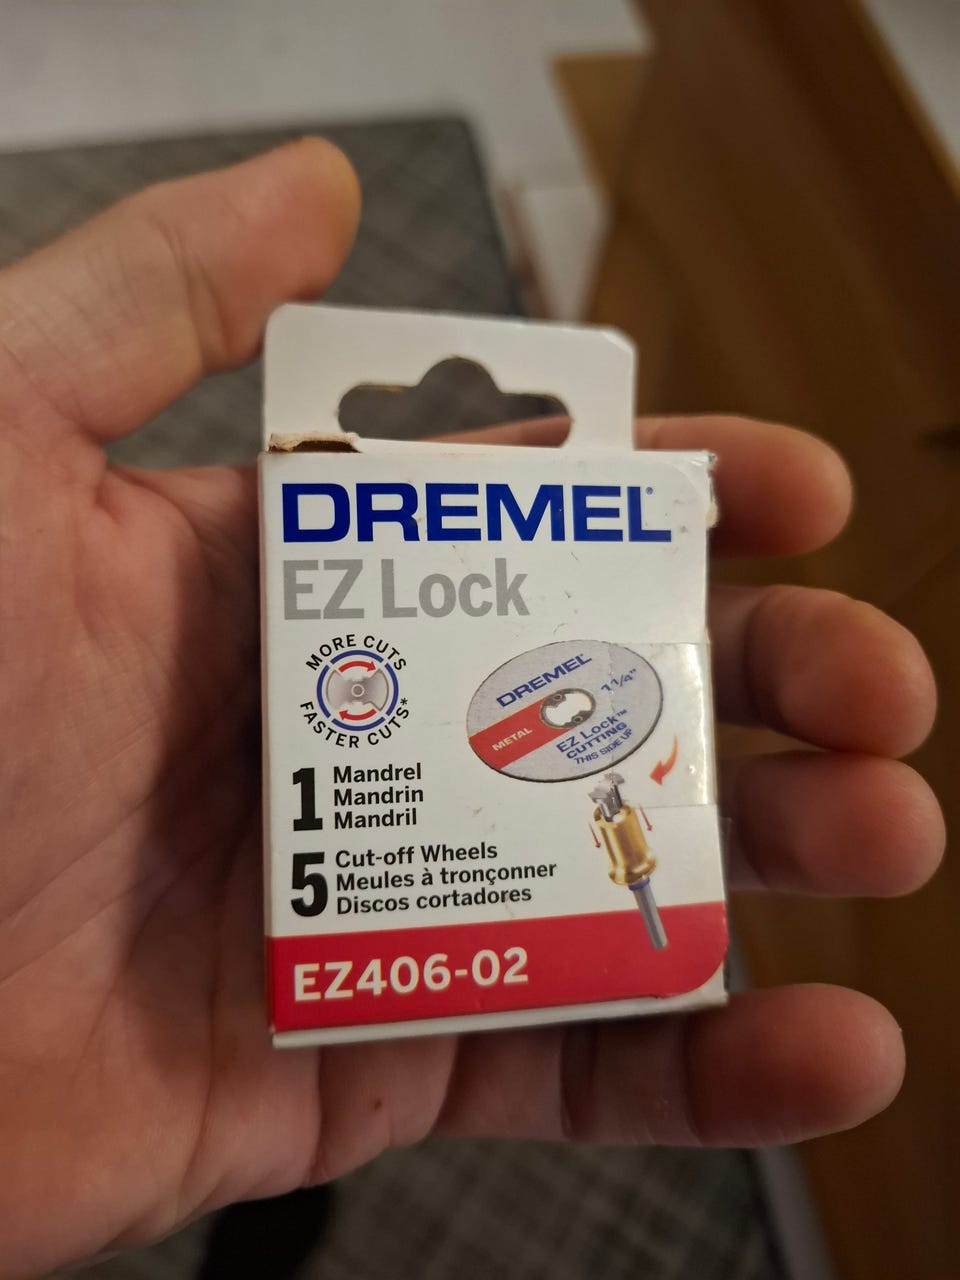 DREMEL®
EZ Lock
MORE CUTS
FASTER CUTS*
DREMEL
1 1/4"
METAL
EZ Lock™
CUTTING
THIS SIDE UP
1 Mandrel
Mandrin
Mandril
5 Cut-off Wheels
Meules à tronçonner
Discos cortadores
EZ406-02